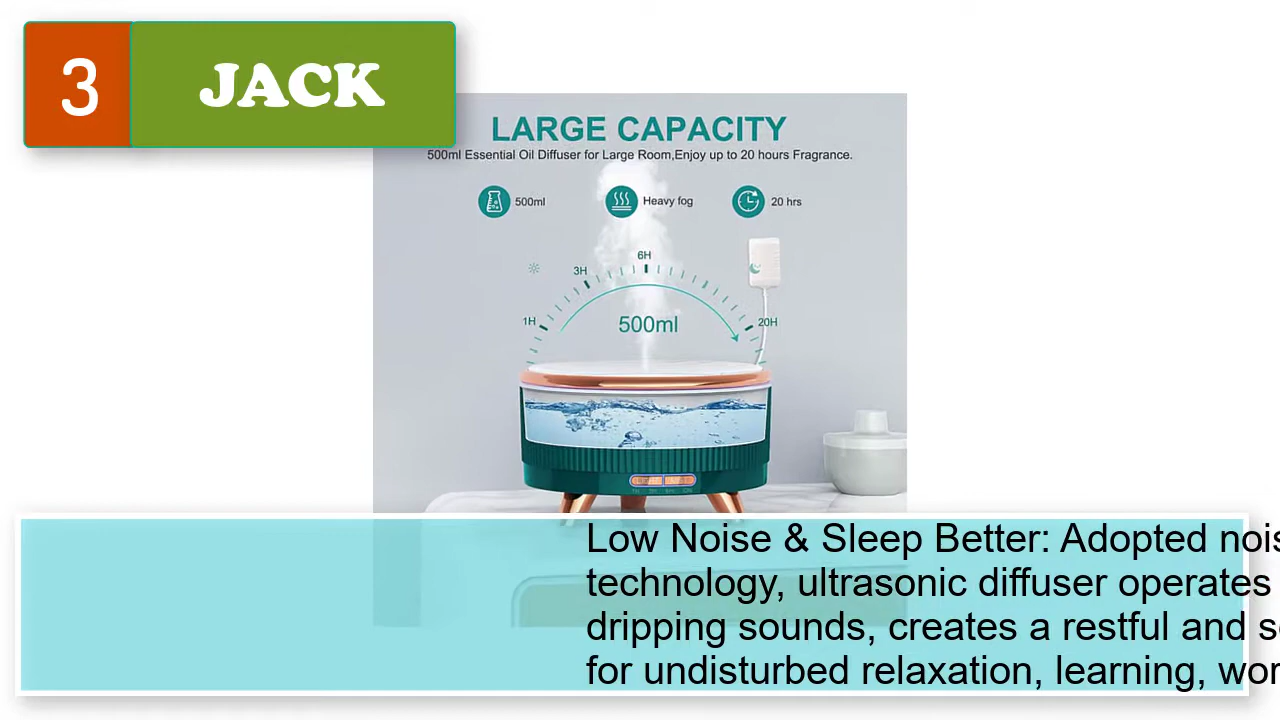 3
JACK
LARGE CAPACITY
500ml Essential Oil Diffuser for Large Room,Enjoy up to 20 hours Fragrance.
500ml
Heavy fog
20 hrs
6H
3H
1H
500ml
20H
Low Noise & Sleep Better: Adopted
technology, ultrasonic diffuser operates
dripping sounds, creates a restful and
for undisturbed relaxation, learning,